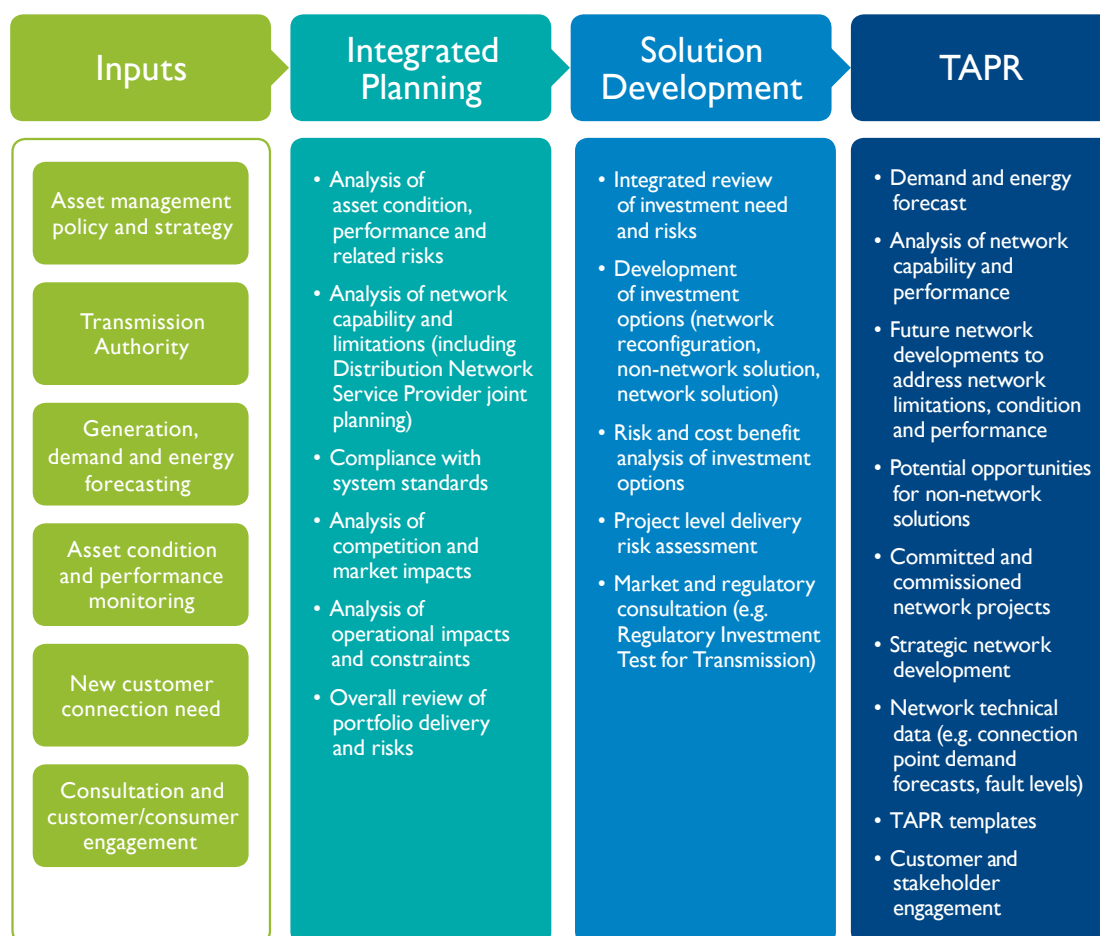 Inputs
Integrated
Planning
Solution
Development
TAPR
Asset management
policy and strategy
Transmission
Authority
Generation,
demand and energy
forecasting
Asset condition
and performance
monitoring
New customer
connection need
Consultation and
customer/consumer
engagement
• Analysis of
asset condition,
performance and
related risks
• Analysis of network
capability and
limitations (including
Distribution Network
Service Provider joint
planning)
• Compliance with
system standards
• Analysis of
competition and
market impacts
• Analysis of
operational impacts
and constraints
• Overall review of
portfolio delivery
and risks
• Integrated review
of investment need
and risks
• Development
of investment
options (network
reconfiguration,
non-network solution,
network solution)
• Risk and cost benefit
analysis of investment
options
• Project level delivery
risk assessment
• Market and regulatory
consultation (e.g.
Regulatory Investment
Test for Transmission)
• Demand and energy
forecast
• Analysis of network
capability and
performance
• Future network
developments to
address network
limitations, condition
and performance
• Potential opportunities
for non-network
solutions
• Committed and
commissioned
network projects
• Strategic network
development
• Network technical
data (e.g. connection
point demand
forecasts, fault levels)
• TAPR templates
• Customer and
stakeholder
engagement